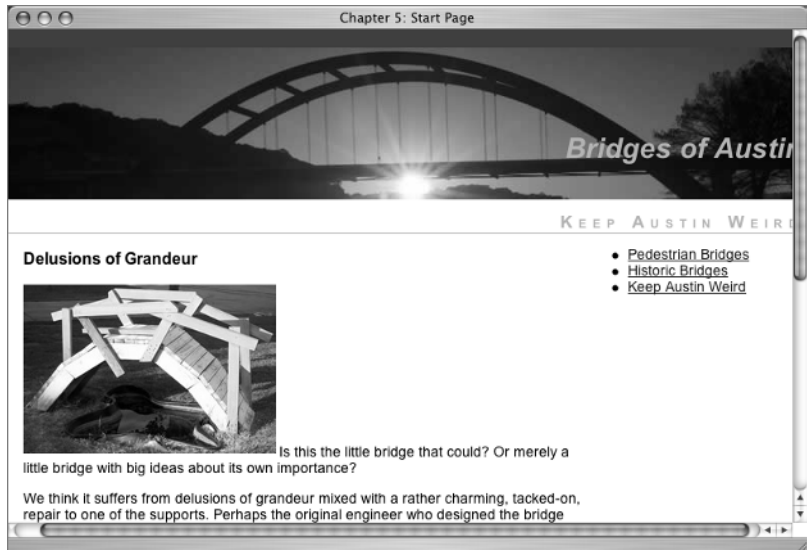 Chapter 5: Start Page
Bridges of Austin
KEEP AUSTIN WEIRD
Delusions of Grandeur
• Pedestrian Bridges
• Historic Bridges
• Keep Austin Weird
Is this the little bridge that could? Or merely a
little bridge with big ideas about its own importance?
We think it suffers from delusions of grandeur mixed with a rather charming, tacked-on,
repair to one of the supports. Perhaps the original engineer who designed the bridge